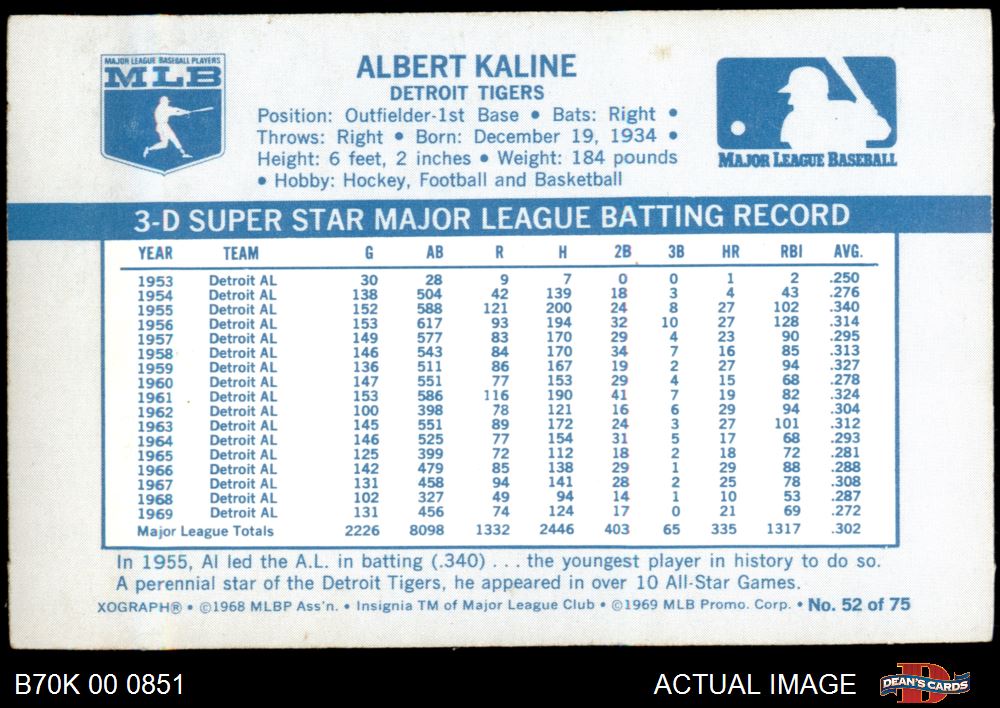 MAJOR LEAGUE BASEBALL PLAYERS
MLB
ALBERT KALINE
DETROIT TIGERS
Position: Outfielder-1st Base • Bats: Right •
Throws: Right • Born: December 19, 1934 •
Height: 6 feet, 2 inches • Weight: 184 pounds
• Hobby: Hockey, Football and Basketball
MAJOR LEAGUE BASEBALL
3-D SUPER STAR MAJOR LEAGUE BATTING RECORD
YEAR TEAM G AB R H 2B 3B HR RBI AVG.
1953 Detroit AL 30 28 9 7 0 0 1 2 .250
1954 Detroit AL 138 504 42 139 18 3 4 43 .276
1955 Detroit AL 152 588 121 200 24 8 27 102 .340
1956 Detroit AL 153 617 93 194 32 10 27 128 .314
1957 Detroit AL 149 577 83 170 29 4 23 90 .295
1958 Detroit AL 146 543 84 170 34 7 16 85 .313
1959 Detroit AL 136 511 86 167 19 2 27 94 .327
1960 Detroit AL 147 551 77 153 29 4 15 68 .278
1961 Detroit AL 153 586 116 190 41 7 19 82 .324
1962 Detroit AL 100 398 78 121 16 6 29 94 .304
1963 Detroit AL 145 551 89 172 24 3 27 101 .312
1964 Detroit AL 146 525 77 154 31 5 17 68 .293
1965 Detroit AL 125 399 72 112 18 2 18 72 .281
1966 Detroit AL 142 479 85 138 29 1 29 88 .288
1967 Detroit AL 131 458 94 141 28 2 25 78 .308
1968 Detroit AL 102 327 49 94 14 1 10 53 .287
1969 Detroit AL 131 456 74 124 17 0 21 69 .272
Major League Totals 2226 8098 1332 2446 403 65 335 1317 .302
In 1955, Al led the A.L. in batting (.340) . . . the youngest player in history to do so.
A perennial star of the Detroit Tigers, he appeared in over 10 All-Star Games.
XOGRAPH® • ©1968 MLBP Ass'n. • Insignia TM of Major League Club • ©1969 MLB Promo. Corp. • No. 52 of 75
B70K 00 0851
ACTUAL IMAGE
DEAN'S CARDS